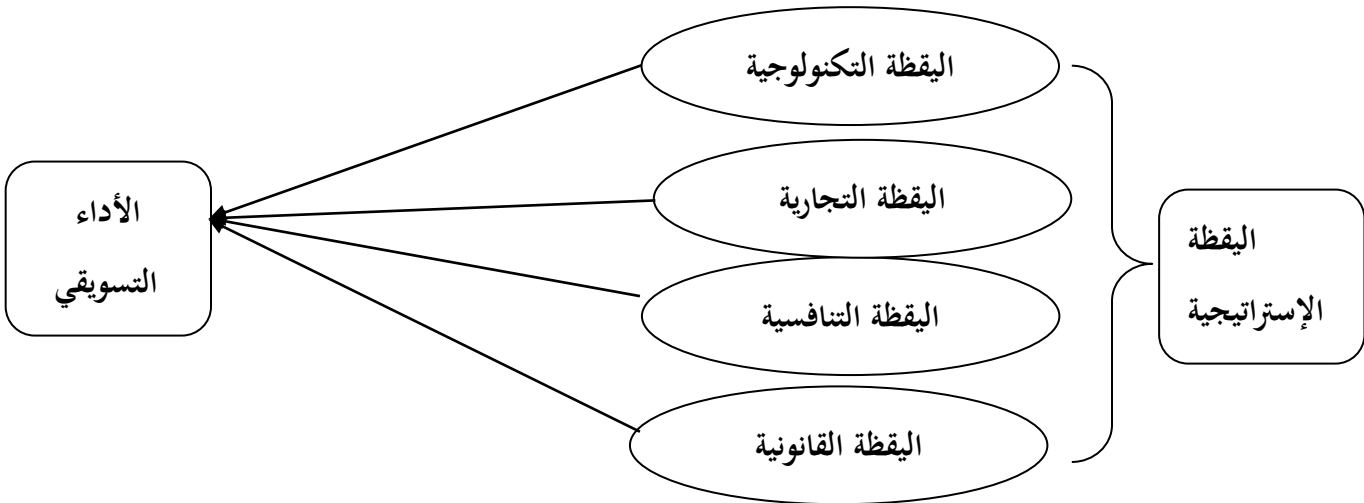 اليقظة
الإستراتيجية
اليقظة التكنولوجية
اليقظة التجارية
اليقظة التنافسية
اليقظة القانونية
الأداء
التسويقي